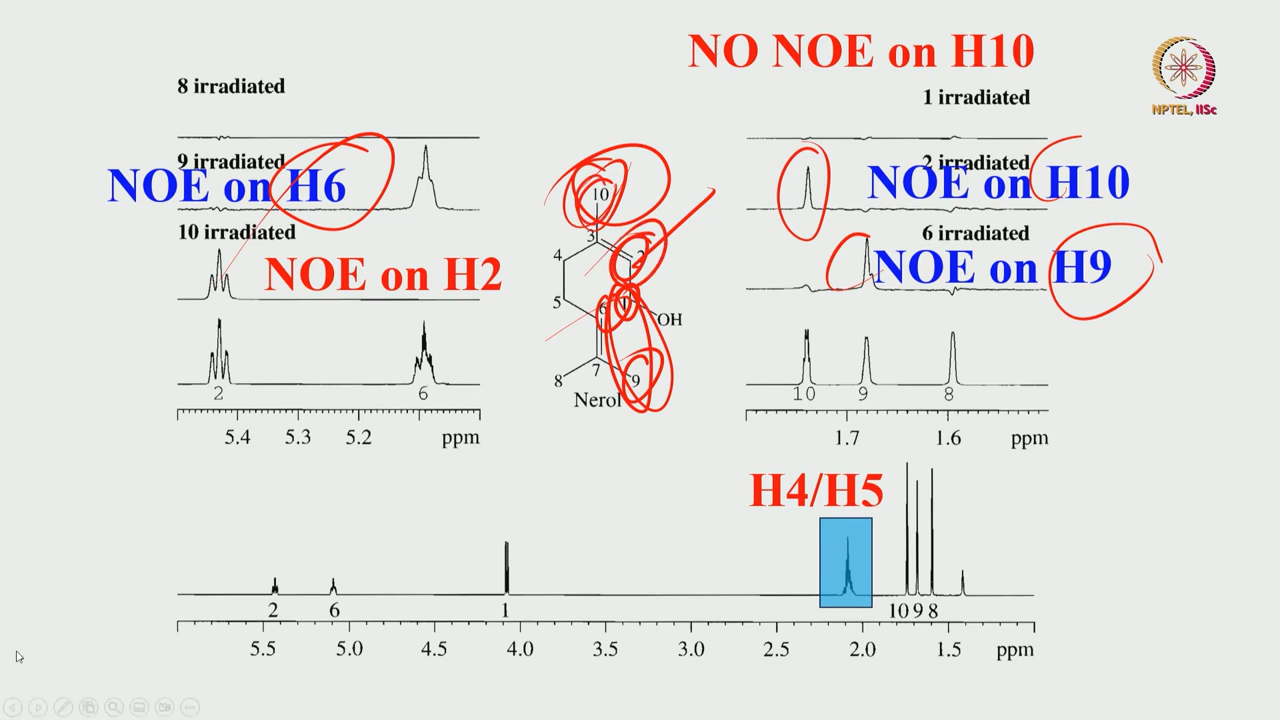 NO NOE on H10
8 irradiated
1 irradiated
NPTEL, IISc
9 irradiated
NOE on H6
2 irradiated
NOE on H10
10 irradiated
NOE on H2
6 irradiated
NOE on H9
10
3
4
2
5
6
1
OH
7
8
9
Nerol
2
6
5.4 5.3 5.2 ppm
10 9 8
1.7 1.6 ppm
H4/H5
2 6 1 10 9 8
5.5 5.0 4.5 4.0 3.5 3.0 2.5 2.0 1.5 ppm